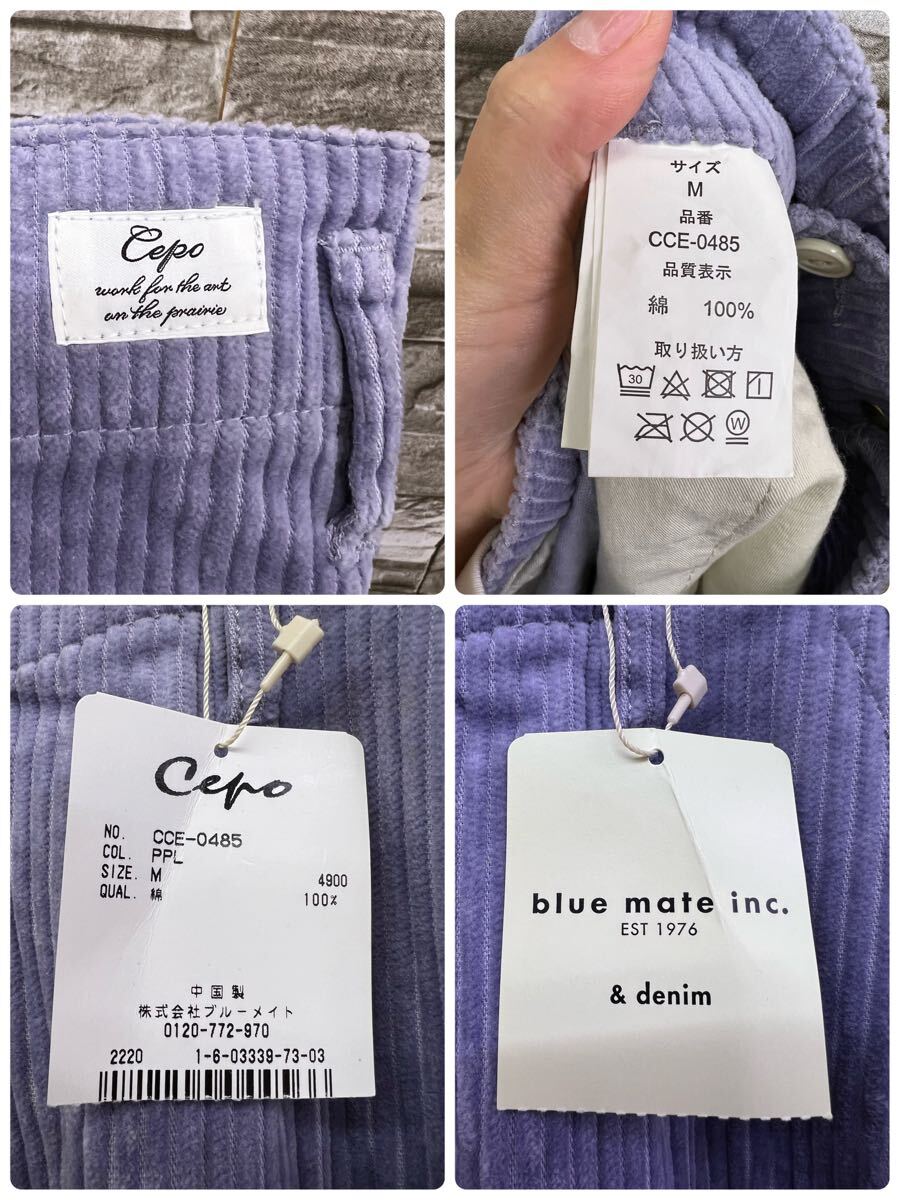 Cepo
work for the art
on the prairie
サイズ
M
品番
CCE-0485
品質表示
綿 100%
取り扱い方
30
W
Cepo
NO. CCE-0485
COL. PPL
SIZE. M 4900
QUAL. 綿 100%
中国製
株式会社ブルーメイト
0120-772-970
2220 1-6-03339-73-03
blue mate inc.
EST 1976
& denim